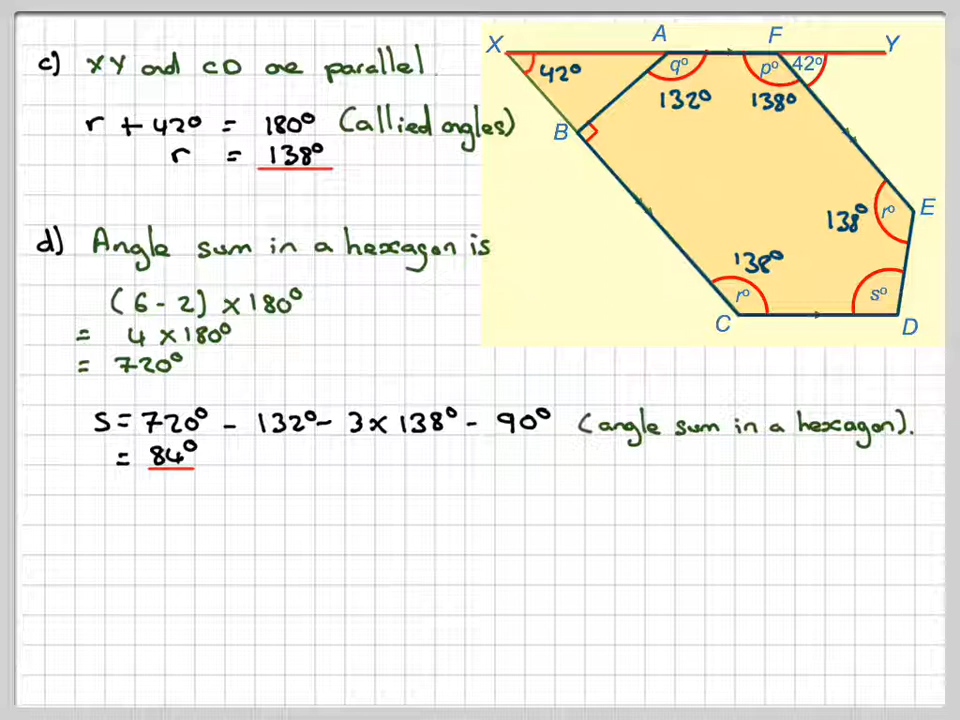 c) XY and CD are parallel.
r + 42° = 180° (Callied angles)
r = 138°
d) Angle sum in a hexagon is
(6 - 2) × 180°
= 4 × 180°
= 720°
S = 720° - 132° - 3 × 138° - 90° (angle sum in a hexagon).
= 84°
X A F Y
42° q° p° 42°
132° 138°
B
E
138° r°
138°
r° s°
C D